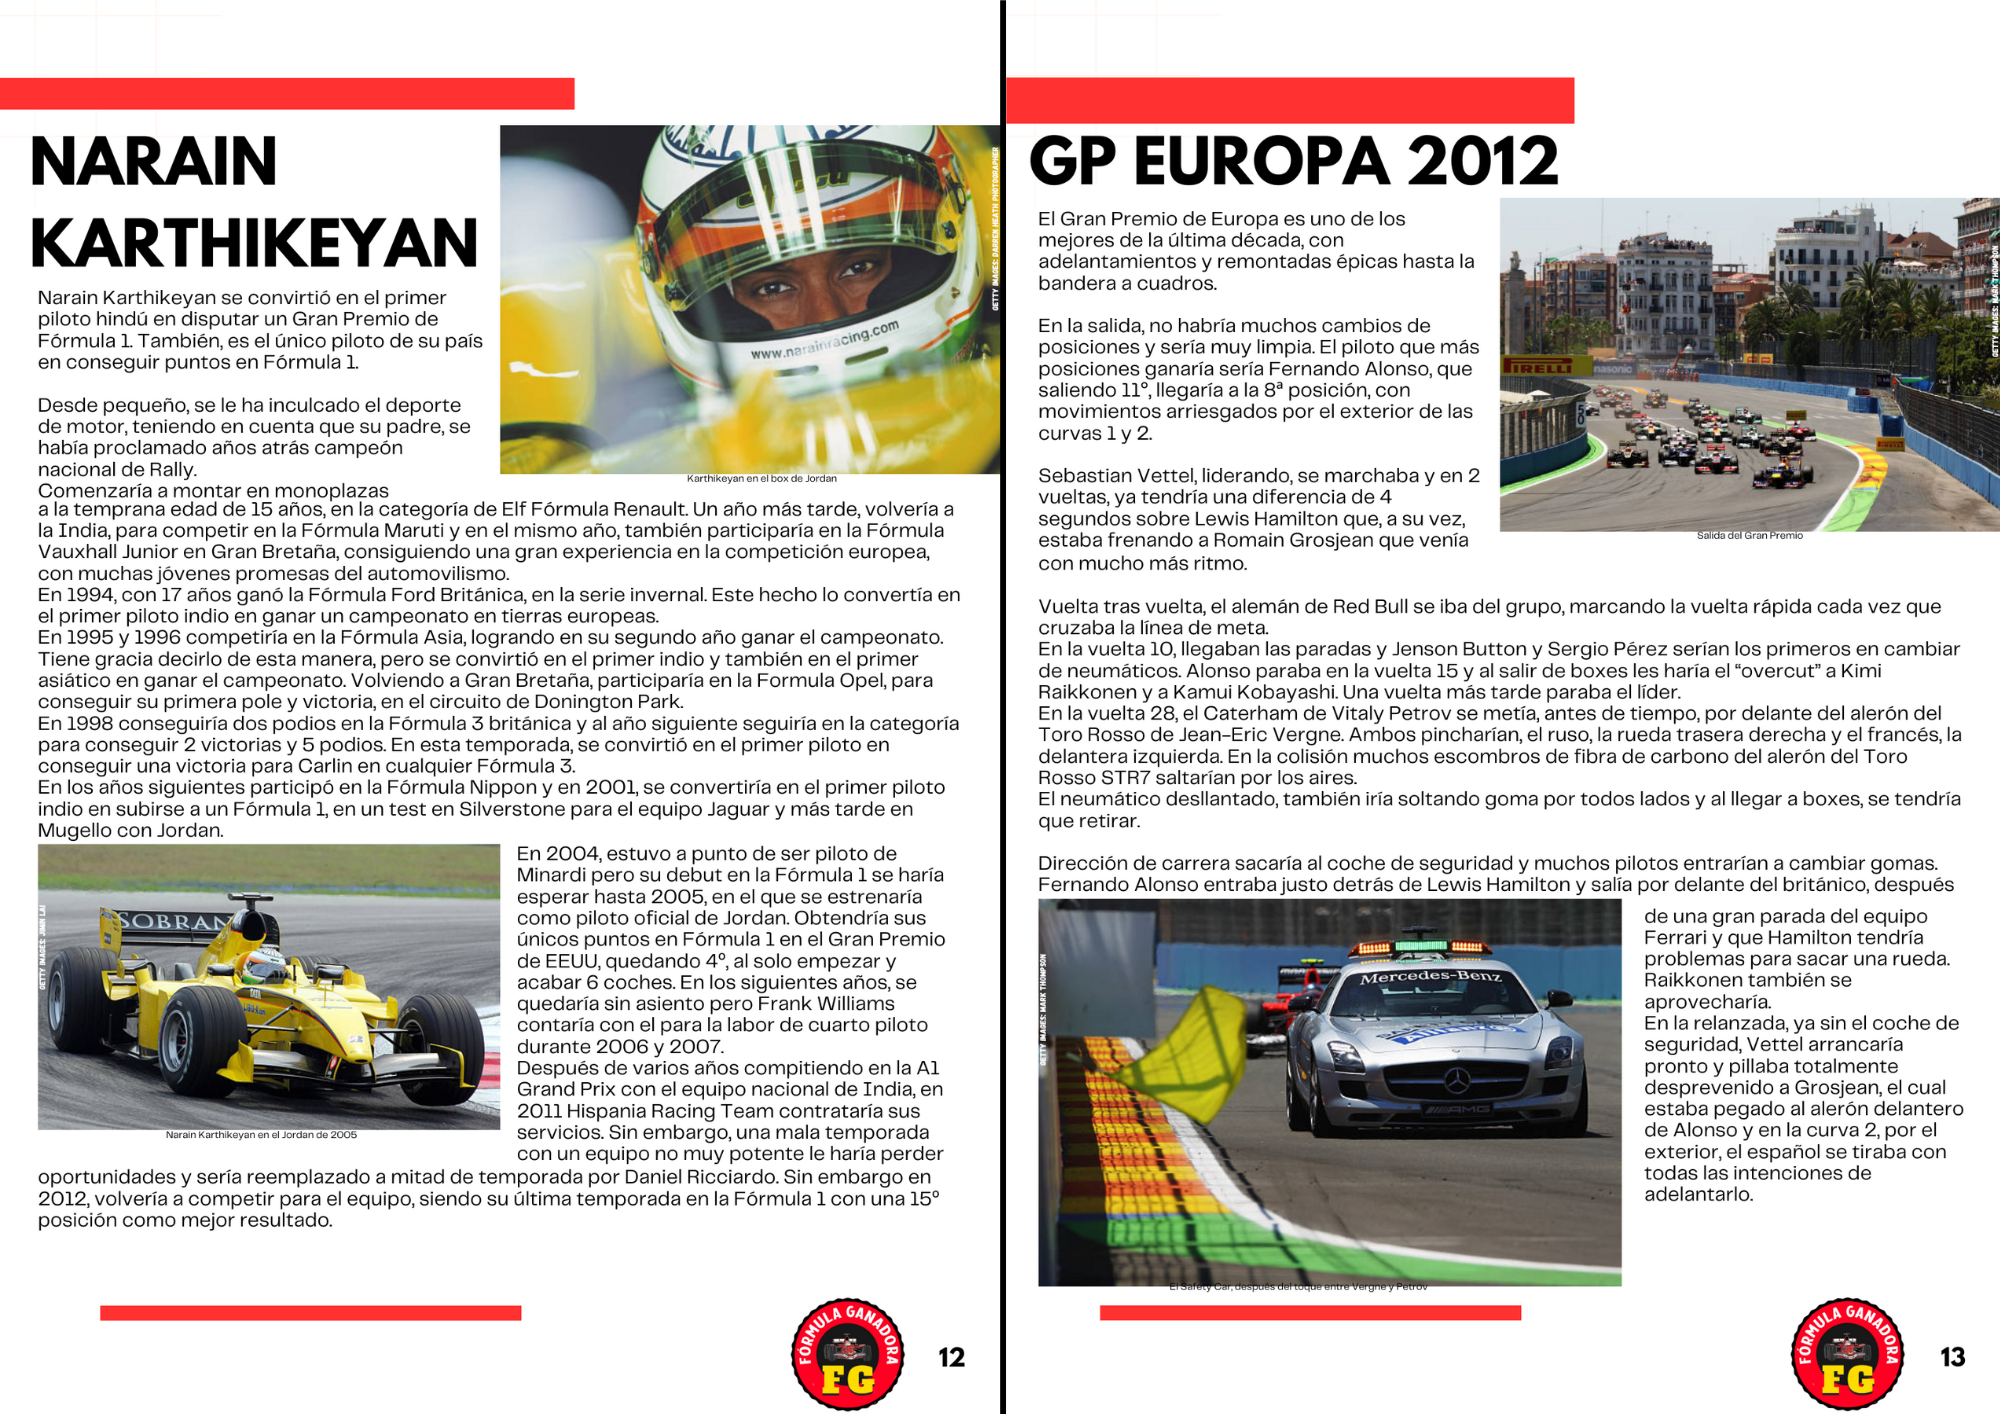 NARAIN
KARTHIKEYAN
Narain Karthikeyan se convirtió en el primer
piloto hindú en disputar un Gran Premio de
Fórmula 1. También, es el único piloto de su país
en conseguir puntos en Fórmula 1.
Desde pequeño, se le ha inculcado el deporte
de motor, teniendo en cuenta que su padre, se
había proclamado años atrás campeón
nacional de Rally.
Comenzaría a montar en monoplazas
www.narainracing.com
GETTY IMAGES: DARREN HEATH PHOTOGRAPHER
Karthikeyan en el box de Jordan
a la temprana edad de 15 años, en la categoría de Elf Fórmula Renault. Un año más tarde, volvería a
la India, para competir en la Fórmula Maruti y en el mismo año, también participaría en la Fórmula
Vauxhall Junior en Gran Bretaña, consiguiendo una gran experiencia en la competición europea,
con muchas jóvenes promesas del automovilismo.
En 1994, con 17 años ganó la Fórmula Ford Británica, en la serie invernal. Este hecho lo convertía en
el primer piloto indio en ganar un campeonato en tierras europeas.
En 1995 y 1996 competiría en la Fórmula Asia, logrando en su segundo año ganar el campeonato.
Tiene gracia decirlo de esta manera, pero se convirtió en el primer indio y también en el primer
asiático en ganar el campeonato. Volviendo a Gran Bretaña, participaría en la Formula Opel, para
conseguir su primera pole y victoria, en el circuito de Donington Park.
En 1998 conseguiría dos podios en la Fórmula 3 británica y al año siguiente seguiría en la categoría
para conseguir 2 victorias y 5 podios. En esta temporada, se convirtió en el primer piloto en
conseguir una victoria para Carlin en cualquier Fórmula 3.
En los años siguientes participó en la Fórmula Nippon y en 2001, se convertiría en el primer piloto
indio en subirse a un Fórmula 1, en un test en Silverstone para el equipo Jaguar y más tarde en
Mugello con Jordan.
GETTY IMAGES: JIMIN LAI
SOBRAN
Narain Karthikeyan en el Jordan de 2005
En 2004, estuvo a punto de ser piloto de
Minardi pero su debut en la Fórmula 1 se haría
esperar hasta 2005, en el que se estrenaría
como piloto oficial de Jordan. Obtendría sus
únicos puntos en Fórmula 1 en el Gran Premio
de EEUU, quedando 4º, al solo empezar y
acabar 6 coches. En los siguientes años, se
quedaría sin asiento pero Frank Williams
contaría con el para la labor de cuarto piloto
durante 2006 y 2007.
Después de varios años compitiendo en la A1
Grand Prix con el equipo nacional de India, en
2011 Hispania Racing Team contrataría sus
servicios. Sin embargo, una mala temporada
con un equipo no muy potente le haría perder
oportunidades y sería reemplazado a mitad de temporada por Daniel Ricciardo. Sin embargo en
2012, volvería a competir para el equipo, siendo su última temporada en la Fórmula 1 con una 15º
posición como mejor resultado.
FÓRMULA GANADORA
FG
12
GP EUROPA 2012
El Gran Premio de Europa es uno de los
mejores de la última década, con
adelantamientos y remontadas épicas hasta la
bandera a cuadros.
En la salida, no habría muchos cambios de
posiciones y sería muy limpia. El piloto que más
posiciones ganaría sería Fernando Alonso, que
saliendo 11º, llegaría a la 8ª posición, con
movimientos arriesgados por el exterior de las
curvas 1 y 2.
Sebastian Vettel, liderando, se marchaba y en 2
vueltas, ya tendría una diferencia de 4
segundos sobre Lewis Hamilton que, a su vez,
estaba frenando a Romain Grosjean que venía
con mucho más ritmo.
IRELLI
nasonic
50
GETTY IMAGES: MARK THOMPSON
Salida del Gran Premio
Vuelta tras vuelta, el alemán de Red Bull se iba del grupo, marcando la vuelta rápida cada vez que
cruzaba la línea de meta.
En la vuelta 10, llegaban las paradas y Jenson Button y Sergio Pérez serían los primeros en cambiar
de neumáticos. Alonso paraba en la vuelta 15 y al salir de boxes les haría el “overcut” a Kimi
Raikkonen y a Kamui Kobayashi. Una vuelta más tarde paraba el líder.
En la vuelta 28, el Caterham de Vitaly Petrov se metía, antes de tiempo, por delante del alerón del
Toro Rosso de Jean-Eric Vergne. Ambos pincharían, el ruso, la rueda trasera derecha y el francés, la
delantera izquierda. En la colisión muchos escombros de fibra de carbono del alerón del Toro
Rosso STR7 saltarían por los aires.
El neumático desllantado, también iría soltando goma por todos lados y al llegar a boxes, se tendría
que retirar.
Dirección de carrera sacaría al coche de seguridad y muchos pilotos entrarían a cambiar gomas.
Fernando Alonso entraba justo detrás de Lewis Hamilton y salía por delante del británico, después
de una gran parada del equipo
Ferrari y que Hamilton tendría
problemas para sacar una rueda.
Raikkonen también se
aprovecharía.
En la relanzada, ya sin el coche de
seguridad, Vettel arrancaría
pronto y pillaba totalmente
desprevenido a Grosjean, el cual
estaba pegado al alerón delantero
de Alonso y en la curva 2, por el
exterior, el español se tiraba con
todas las intenciones de
adelantarlo.
GETTY IMAGES: MARK THOMPSON
Mercedes-Benz
AMG
El Safety Car, después del toque entre Vergne y Petrov
FÓRMULA GANADORA
FG
13